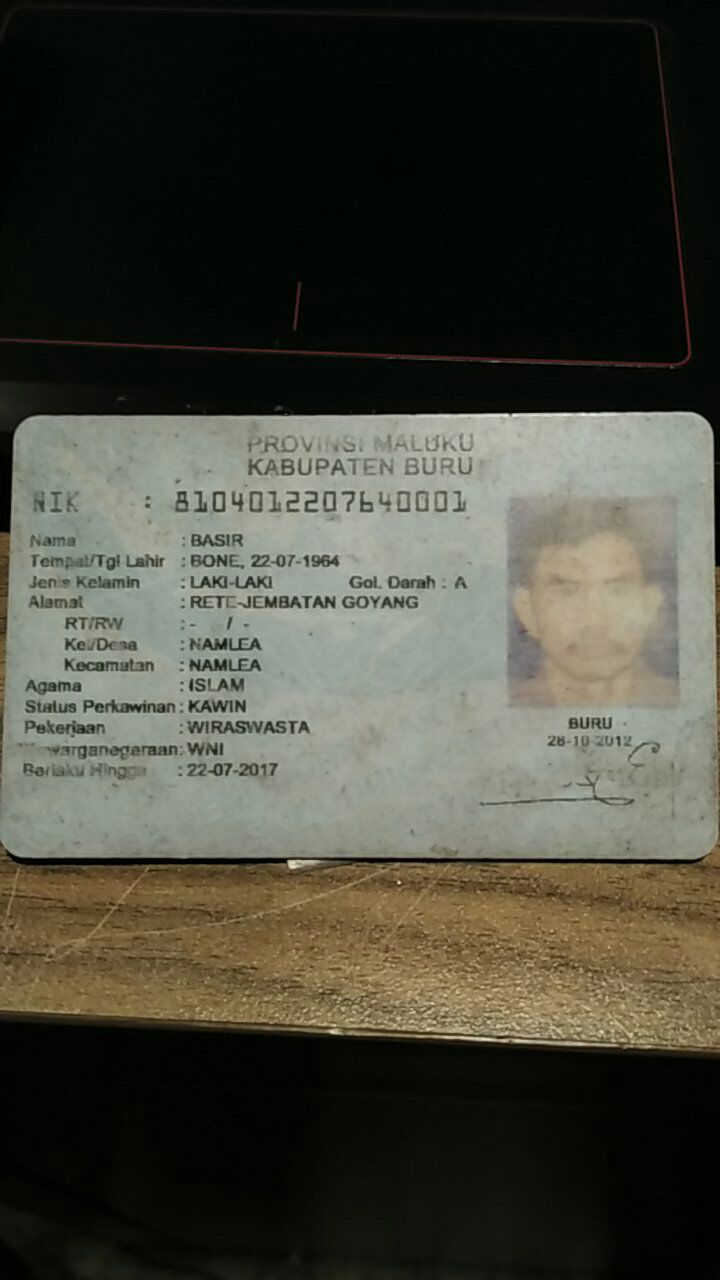 PROVINSI MALUKU
KABUPATEN BURU
NIK : 8104012207640001
Nama : BASIR
Tempat/Tgl Lahir : BONE, 22-07-1964
Jenis Kelamin : LAKI-LAKI Gol. Darah : A
Alamat : RETE-JEMBATAN GOYANG
RT/RW : - / -
Kel/Desa : NAMLEA
Kecamatan : NAMLEA
Agama : ISLAM
Status Perkawinan : KAWIN
Pekerjaan : WIRASWASTA
Kewarganegaraan: WNI
Berlaku Hingga : 22-07-2017
BURU
28-10-2012